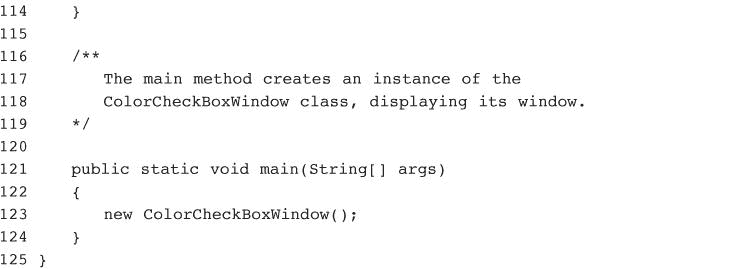 114    }
115
116    /**
117       The main method creates an instance of the
118       ColorCheckBoxWindow class, displaying its window.
119    */
120
121    public static void main(String[] args)
122    {
123       new ColorCheckBoxWindow();
124    }
125 }